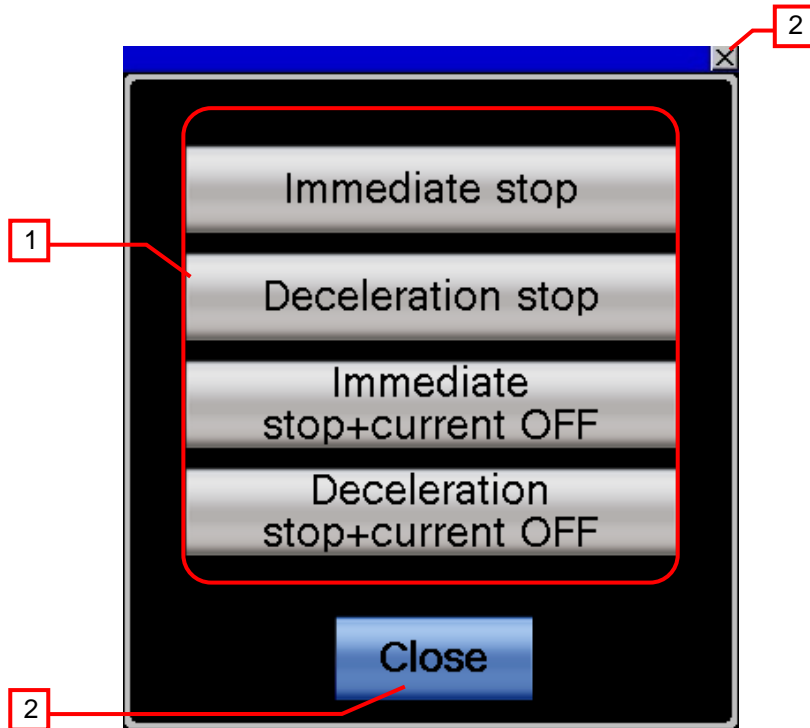 2
Immediate stop
1
Deceleration stop
Immediate
stop+current OFF
Deceleration
stop+current OFF
Close
2